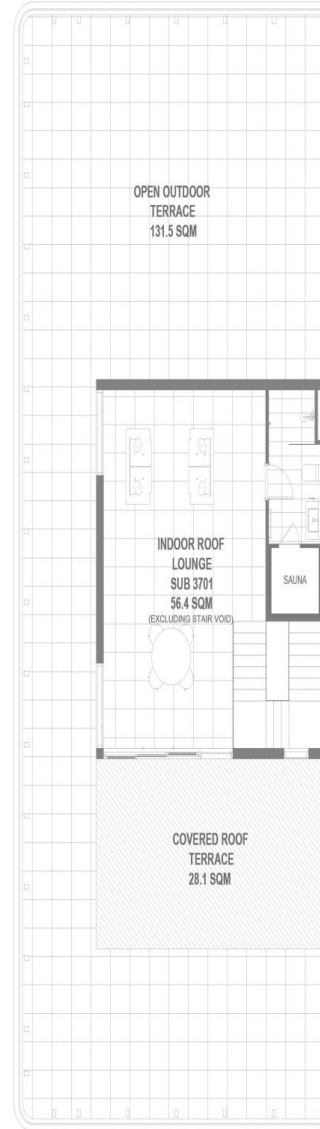 OPEN OUTDOOR
TERRACE
131.5 SQM
INDOOR ROOF
LOUNGE
SUB 3701
56.4 SQM
(EXCLUDING STAIR VOID)
SAUNA
COVERED ROOF
TERRACE
28.1 SQM